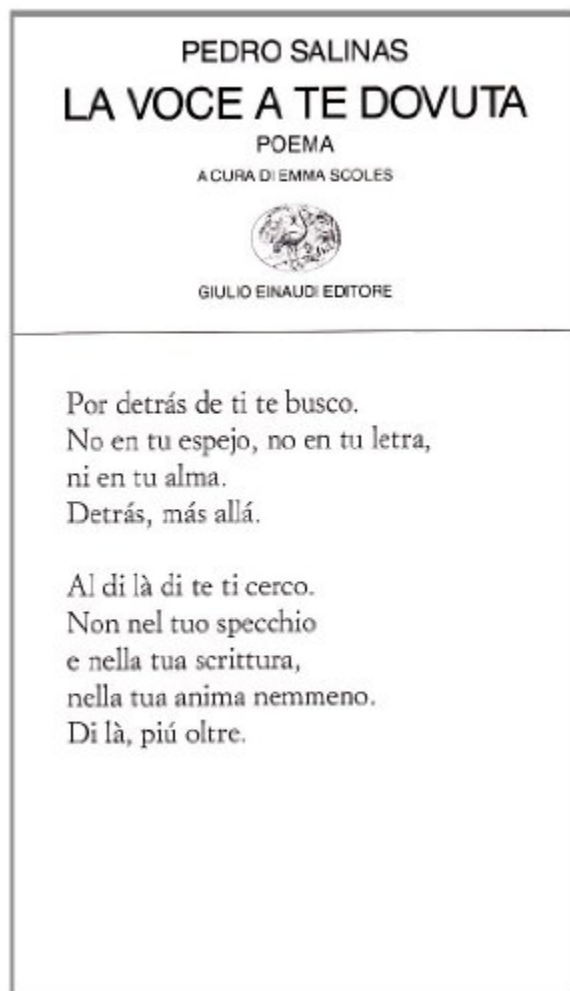 PEDRO SALINAS
LA VOCE A TE DOVUTA
POEMA
A CURA DI EMMA SCOLES
GIULIO EINAUDI EDITORE
Por detrás de ti te busco.
No en tu espejo, no en tu letra,
ni en tu alma.
Detrás, más allá.
Al di là di te ti cerco.
Non nel tuo specchio
e nella tua scrittura,
nella tua anima nemmeno.
Di là, piú oltre.